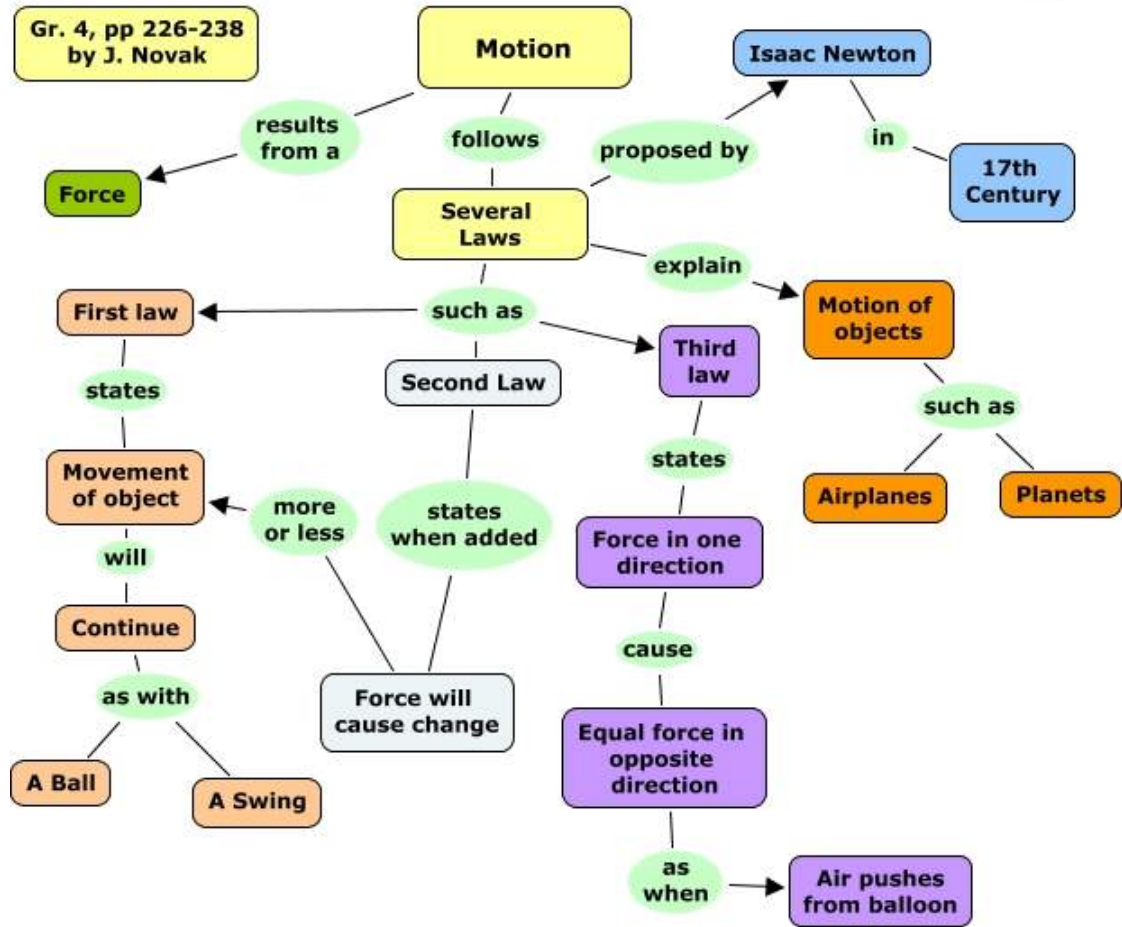 Gr. 4, pp 226-238
by J. Novak
Motion
Isaac Newton
results
from a
follows
proposed by
in
17th
Century
Force
Several
Laws
explain
First law
such as
Motion of
objects
Third
law
Second Law
states
such as
Movement
of object
more
or less
states
when added
states
Airplanes
Planets
will
Force in one
direction
Continue
cause
as with
Force will
cause change
Equal force in
opposite
direction
A Ball
A Swing
as
when
Air pushes
from balloon